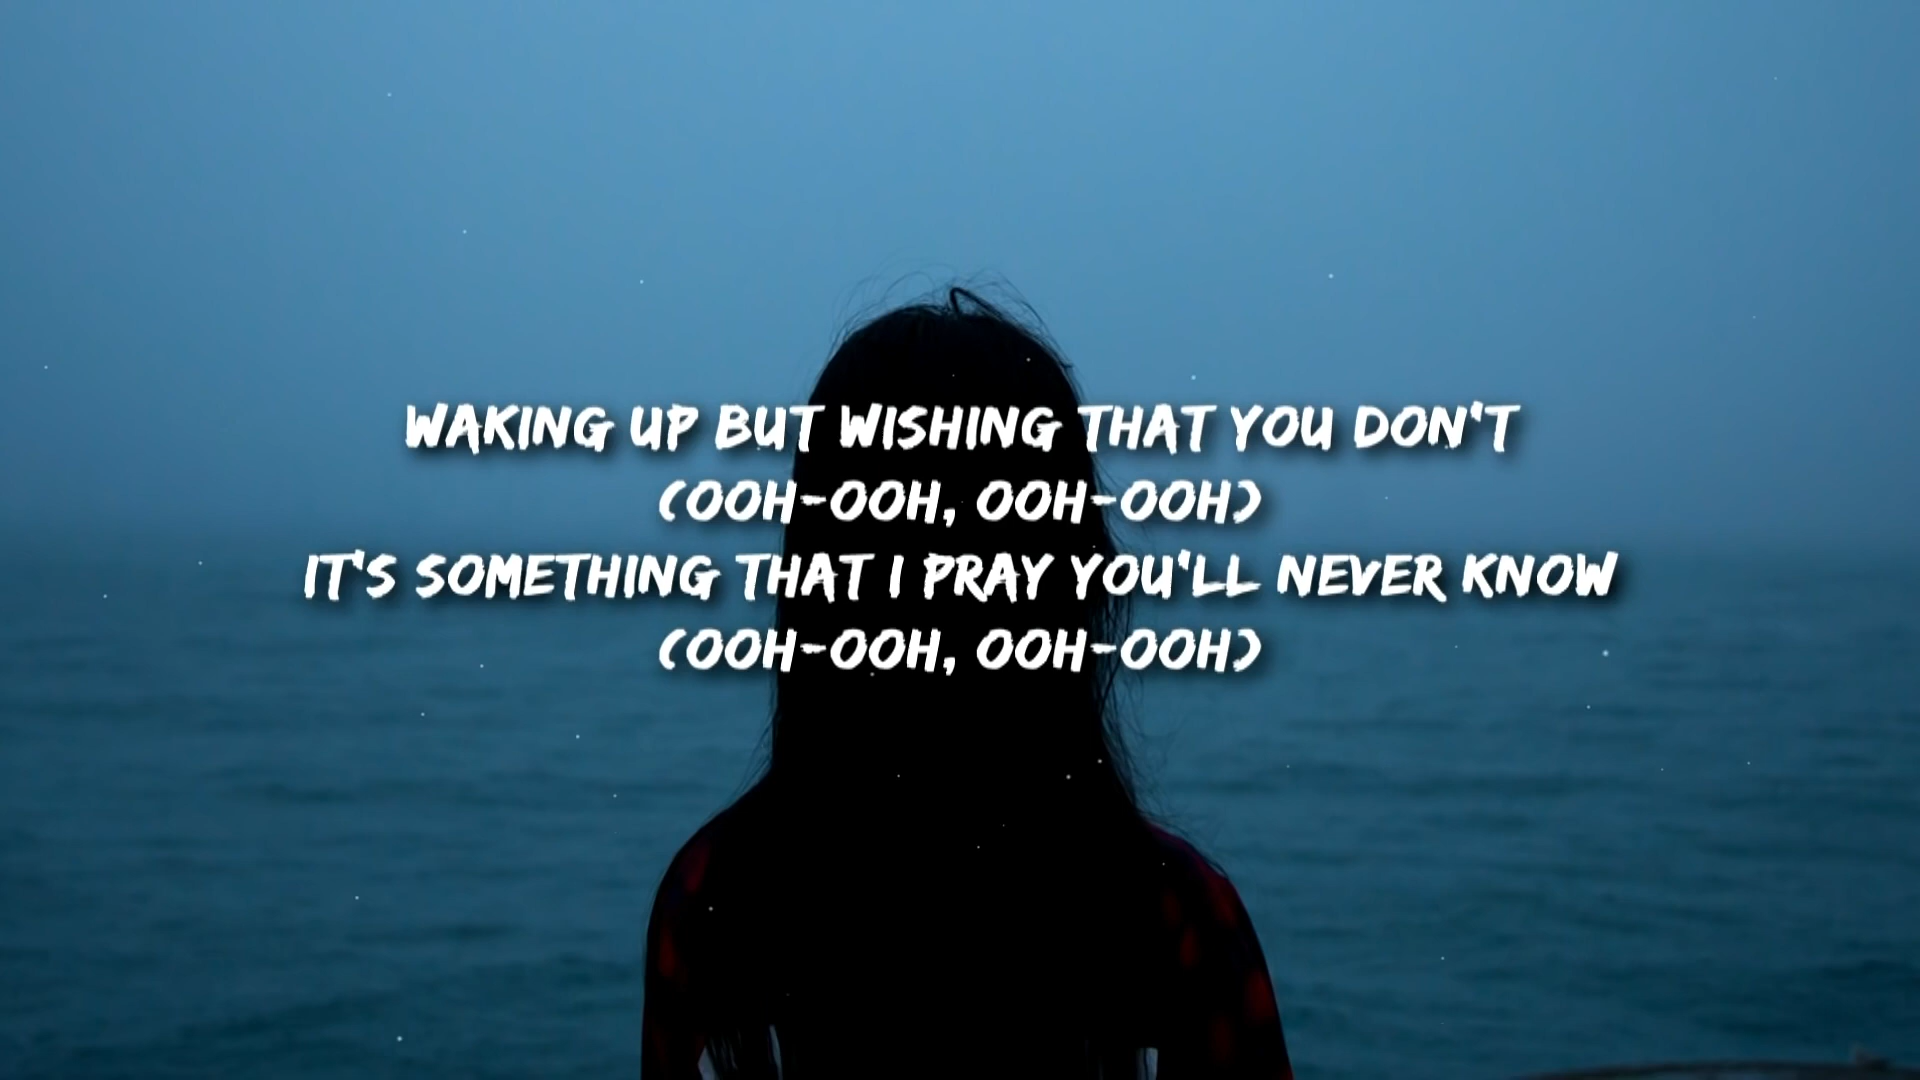 WAKING UP BUT WISHING THAT YOU DON'T
(OOH-OOH, OOH-OOH)
IT'S SOMETHING THAT I PRAY YOU'LL NEVER KNOW
(OOH-OOH, OOH-OOH)